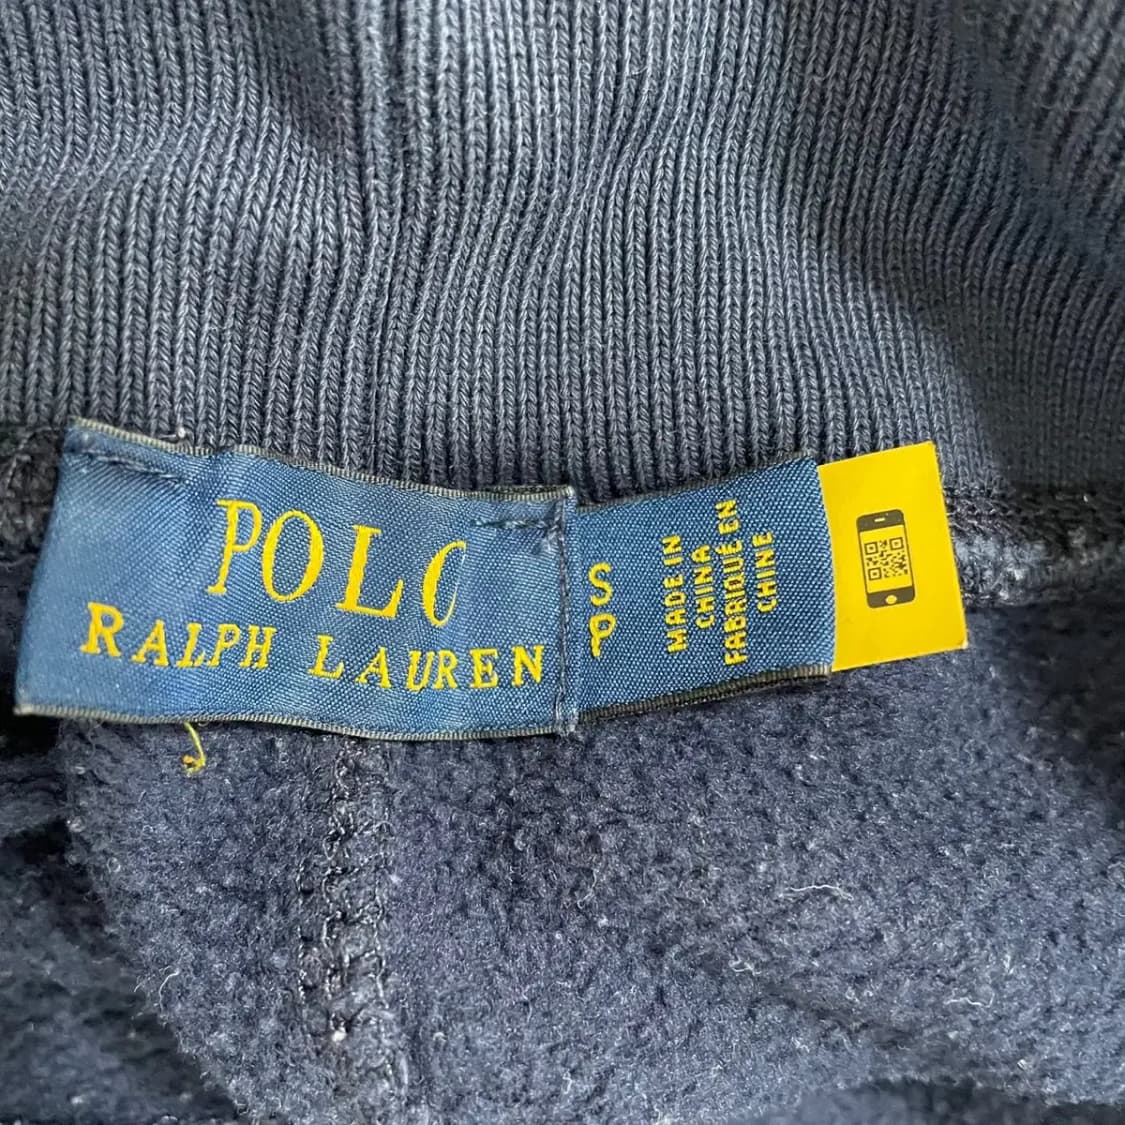 POLO
RALPH LAUREN
S
P
MADE IN
CHINA
FABRIQUÉ EN
CHINE